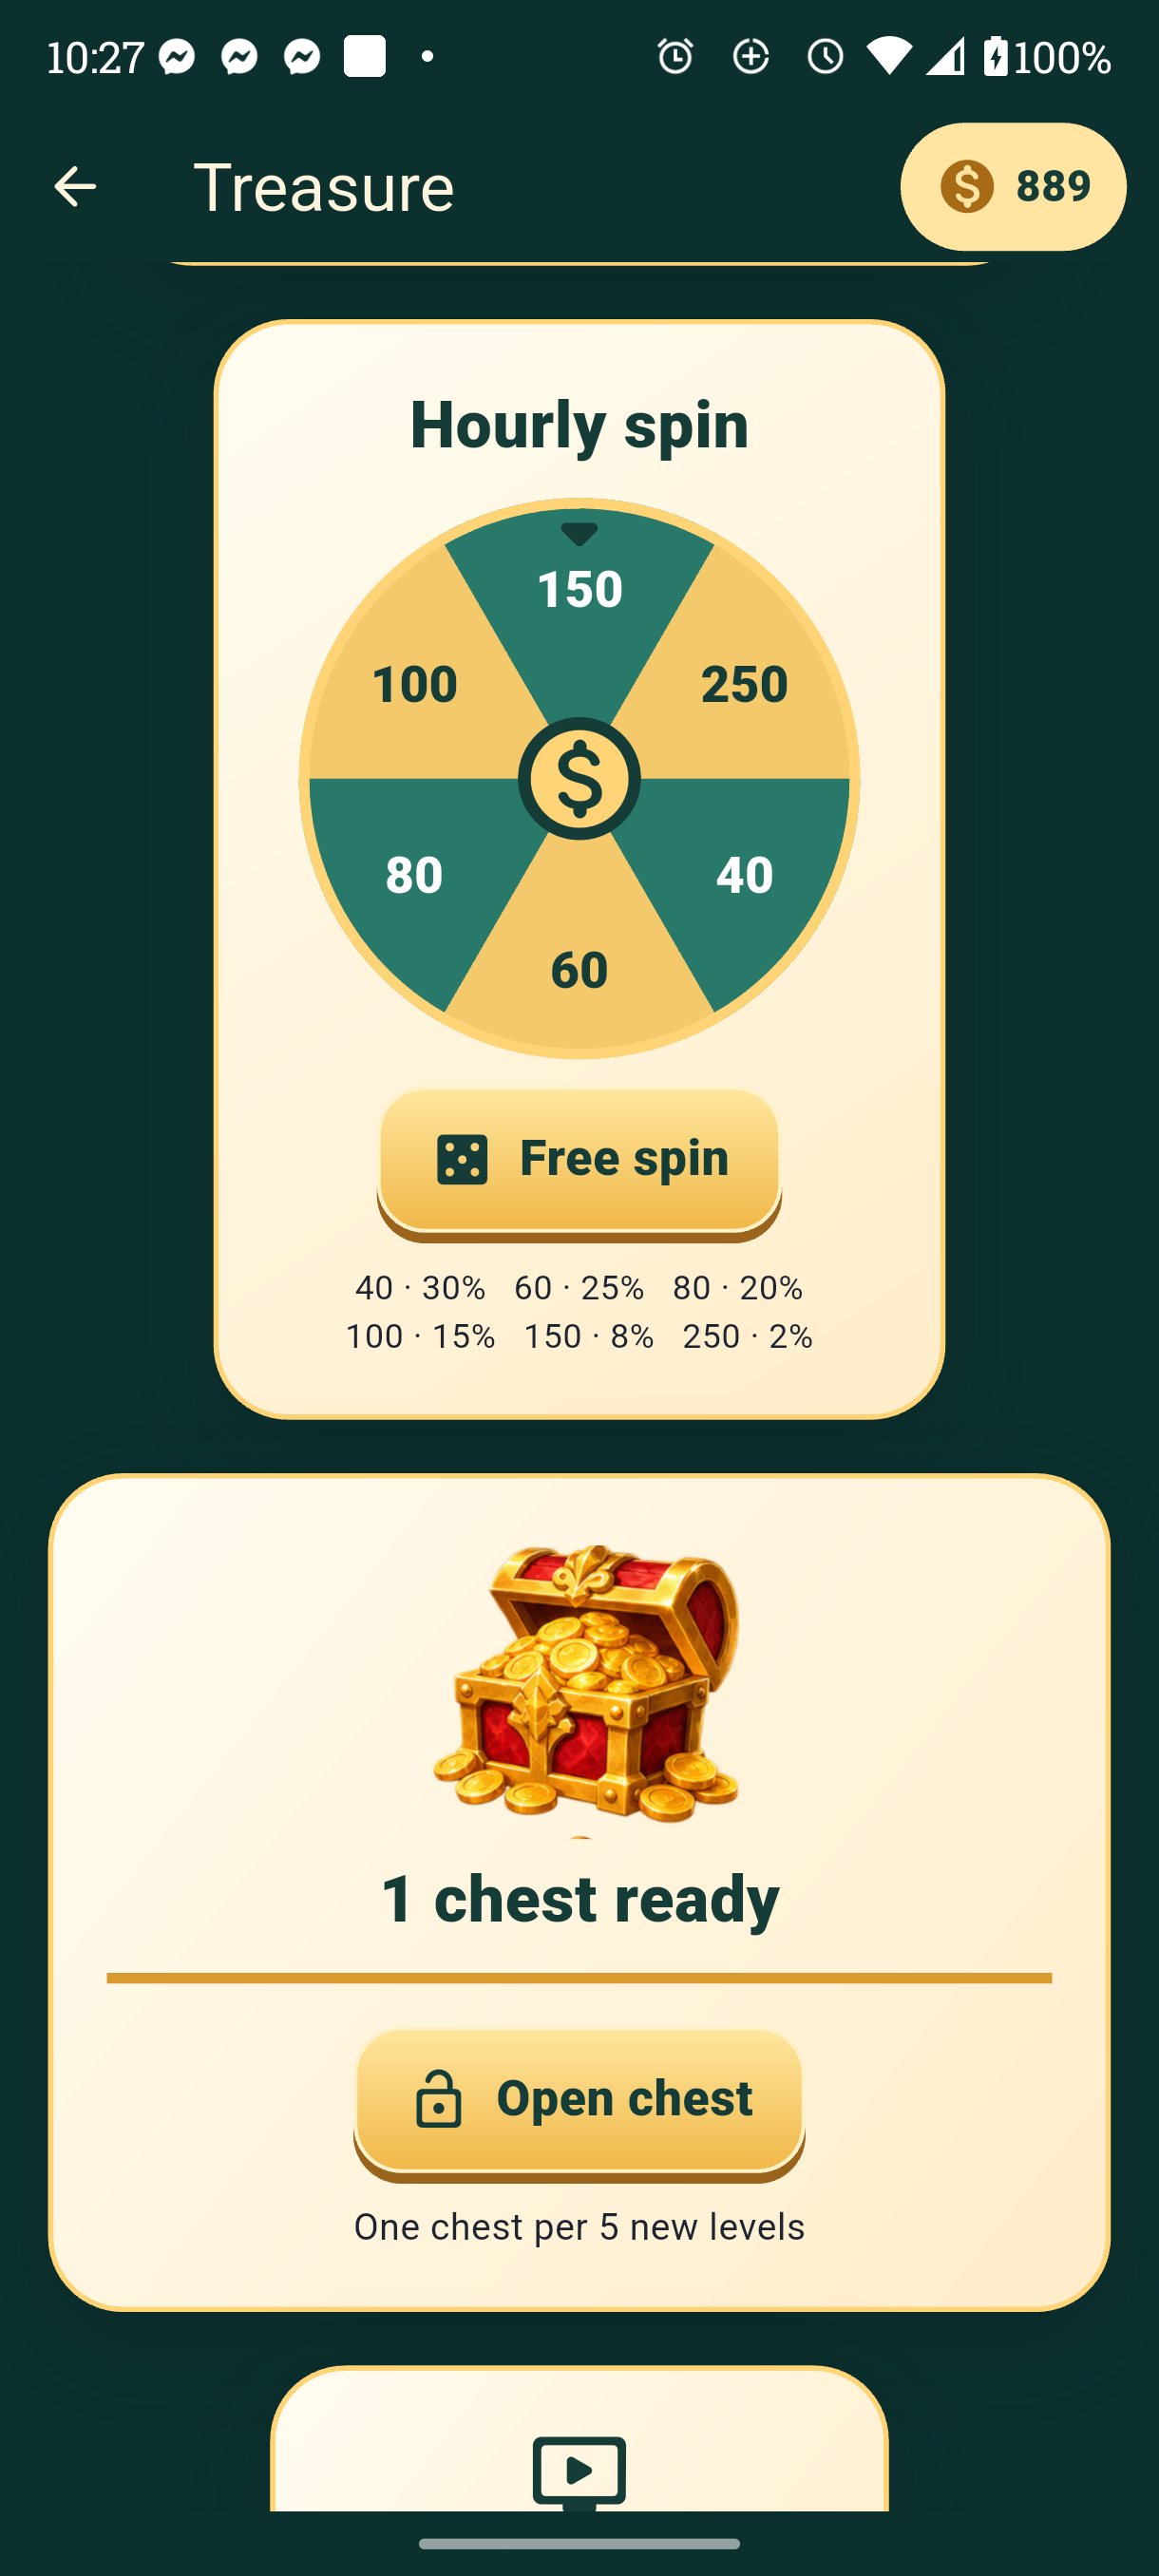 10:27
100%
Treasure
889
Hourly spin
150
100
250
80
40
60
Free spin
40 · 30% 60 · 25% 80 · 20%
100 · 15% 150 · 8% 250 · 2%
1 chest ready
Open chest
One chest per 5 new levels